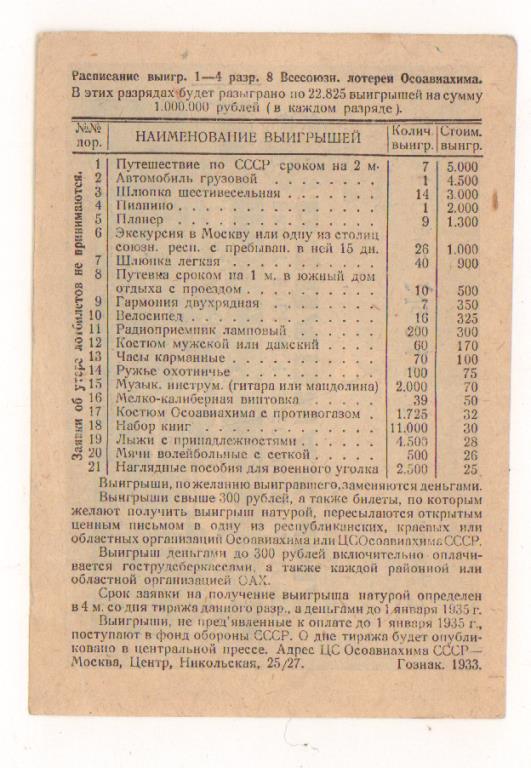 Расписание выигр. 1—4 разр. 8 Всесоюзн. лотереи Осоавиахима.
В этих разрядах будет разыграно по 22.825 выигрышей на сумму
1.000.000 рублей (в каждом разряде).
№№ пор. НАИМЕНОВАНИЕ ВЫИГРЫШЕЙ Колич. выигр. Стоим. выигр.
Заявки об утере лотбилетов не принимаются.
1 Путешествие по СССР сроком на 2 м. 7 5.000
2 Автомобиль грузовой . . . . . . 1 4.500
3 Шлюпка шестивесельная . . . . . 14 3.000
4 Пианино . . . . . . . . . . . 1 2.000
5 Планер . . . . . . . . . . . 9 1.300
6 Экскурсия в Москву или одну из столиц
союзн. респ. с пребыван. в ней 15 дн. 26 1.000
7 Шлюпка легкая . . . . . . . . . 40 900
8 Путевка сроком на 1 м. в южный дом
отдыха с проездом . . . . . . . 10 500
9 Гармония двухрядная . . . . . . 7 350
10 Велосипед . . . . . . . . . . 16 325
11 Радиоприемник ламповый . . . . . 200 300
12 Костюм мужской или дамский . . . . 60 170
13 Часы карманные . . . . . . . . 70 100
14 Ружье охотничье . . . . . . . . 100 75
15 Музык. инструм. (гитара или мандолина) 2.000 70
16 Мелко-калиберная винтовка . . . . 39 50
17 Костюм Осоавиахима с противогазом . 1.725 32
18 Набор книг . . . . . . . . . . 11.000 30
19 Лыжи с принадлежностями . . . . . 4.500 28
20 Мячи волейбольные с сеткой . . . . 500 26
21 Наглядные пособия для военного уголка 2.500 25
Выигрыши, по желанию выигравшего, заменяются деньгами.
Выигрыши свыше 300 рублей, а также билеты, по которым
желают получить выигрыш натурой, пересылаются открытым
ценным письмом в одну из республиканских, краевых или
областных организаций Осоавиахима или ЦС Осоавиахима СССР.
Выигрыш деньгами до 300 рублей включительно оплачи-
вается гострудсберкассами, а также каждой районной или
областной организацией ОАХ.
Срок заявки на получение выигрыша натурой определен
в 4 м. со дня тиража данного разр., а деньгами до 1 января 1935 г.
Выигрыши, не пред'явленные к оплате до 1 января 1935 г.,
поступают в фонд обороны СССР. О дне тиража будет опубли-
ковано в центральной прессе. Адрес ЦС Осоавиахима СССР—
Москва, Центр, Никольская, 25/27. Гознак. 1933.